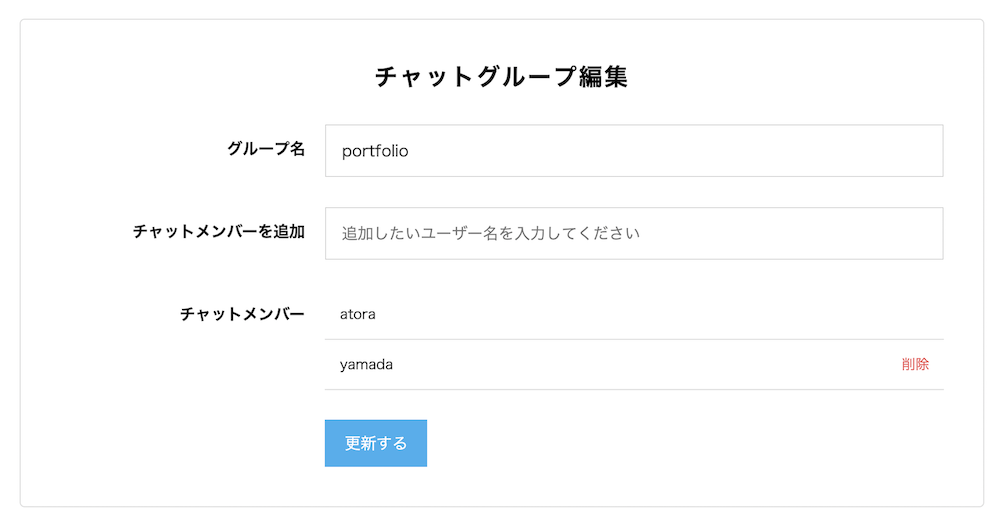 チャットグループ編集
グループ名
portfolio
チャットメンバーを追加
追加したいユーザー名を入力してください
チャットメンバー
atora
yamada
削除
更新する